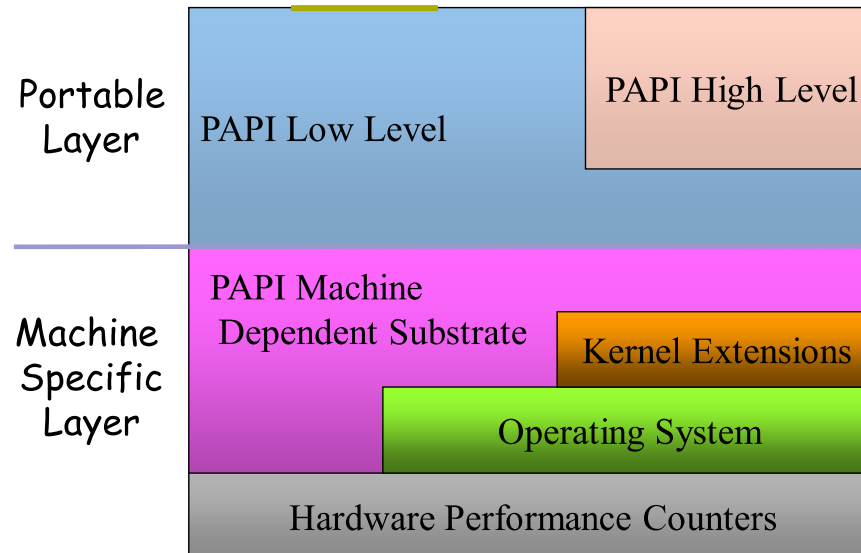 Portable
Layer
PAPI Low Level
PAPI High Level
Machine
Specific
Layer
PAPI Machine
Dependent Substrate
Kernel Extensions
Operating System
Hardware Performance Counters